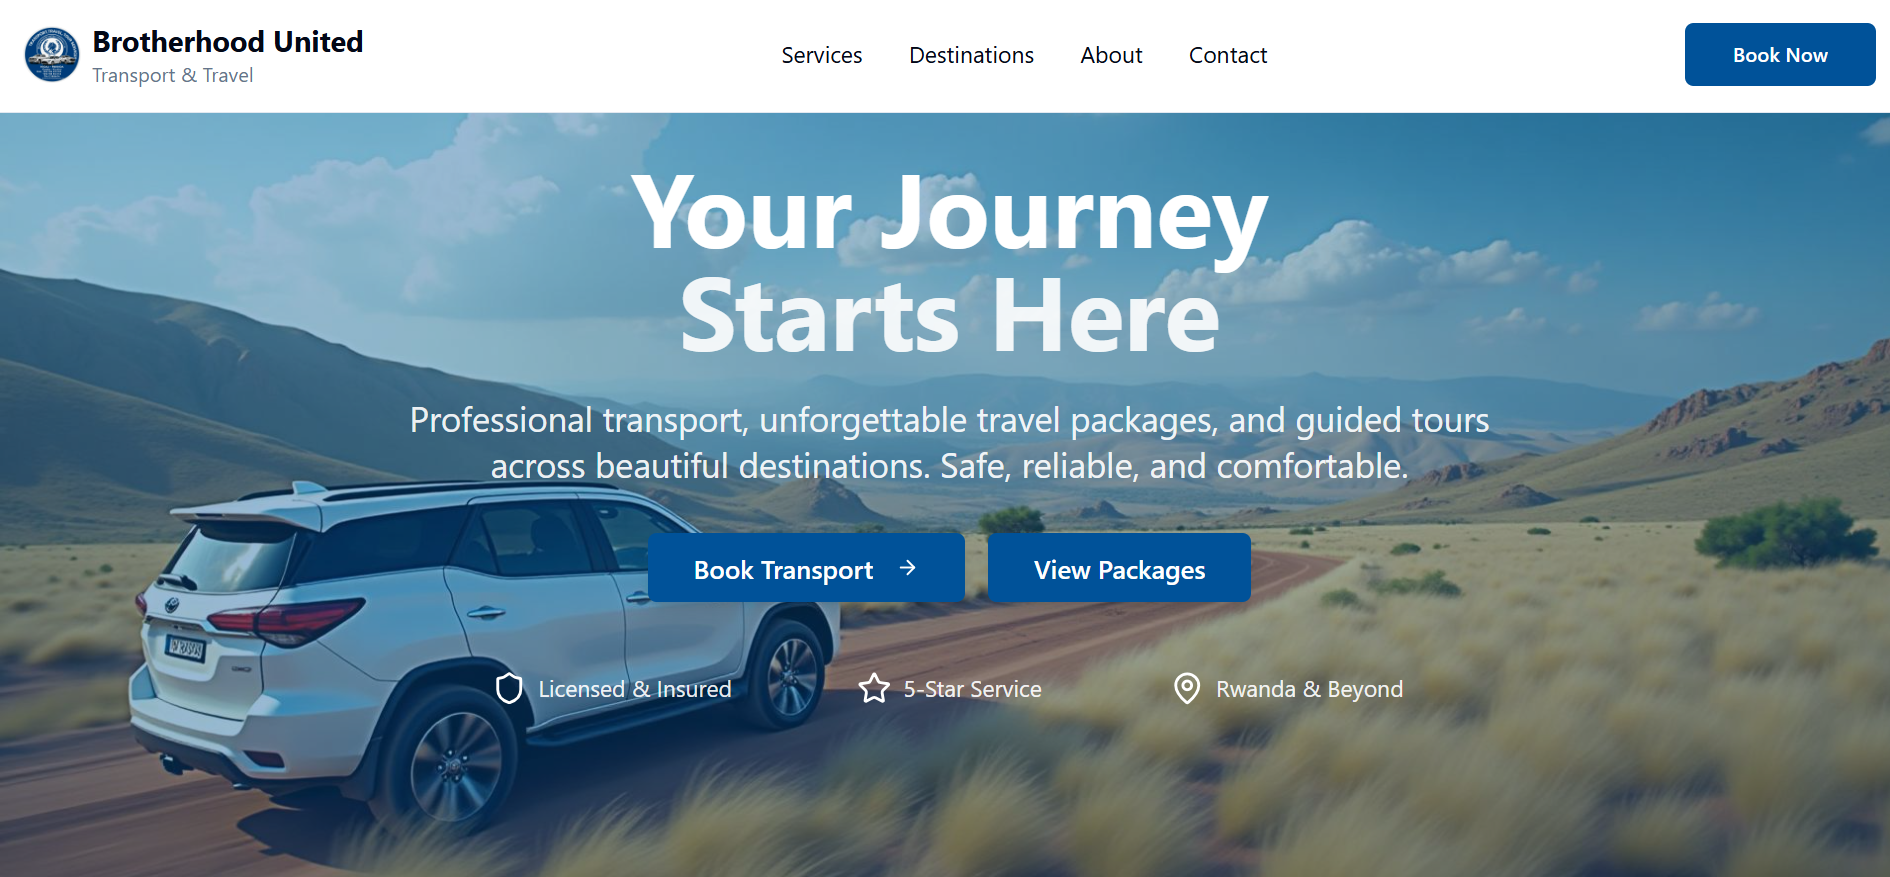 Brotherhood United
Transport & Travel
Services
Destinations
About
Contact
Book Now
Your Journey
Starts Here
Professional transport, unforgettable travel packages, and guided tours
across beautiful destinations. Safe, reliable, and comfortable.
Book Transport →
View Packages
Licensed & Insured
5-Star Service
Rwanda & Beyond